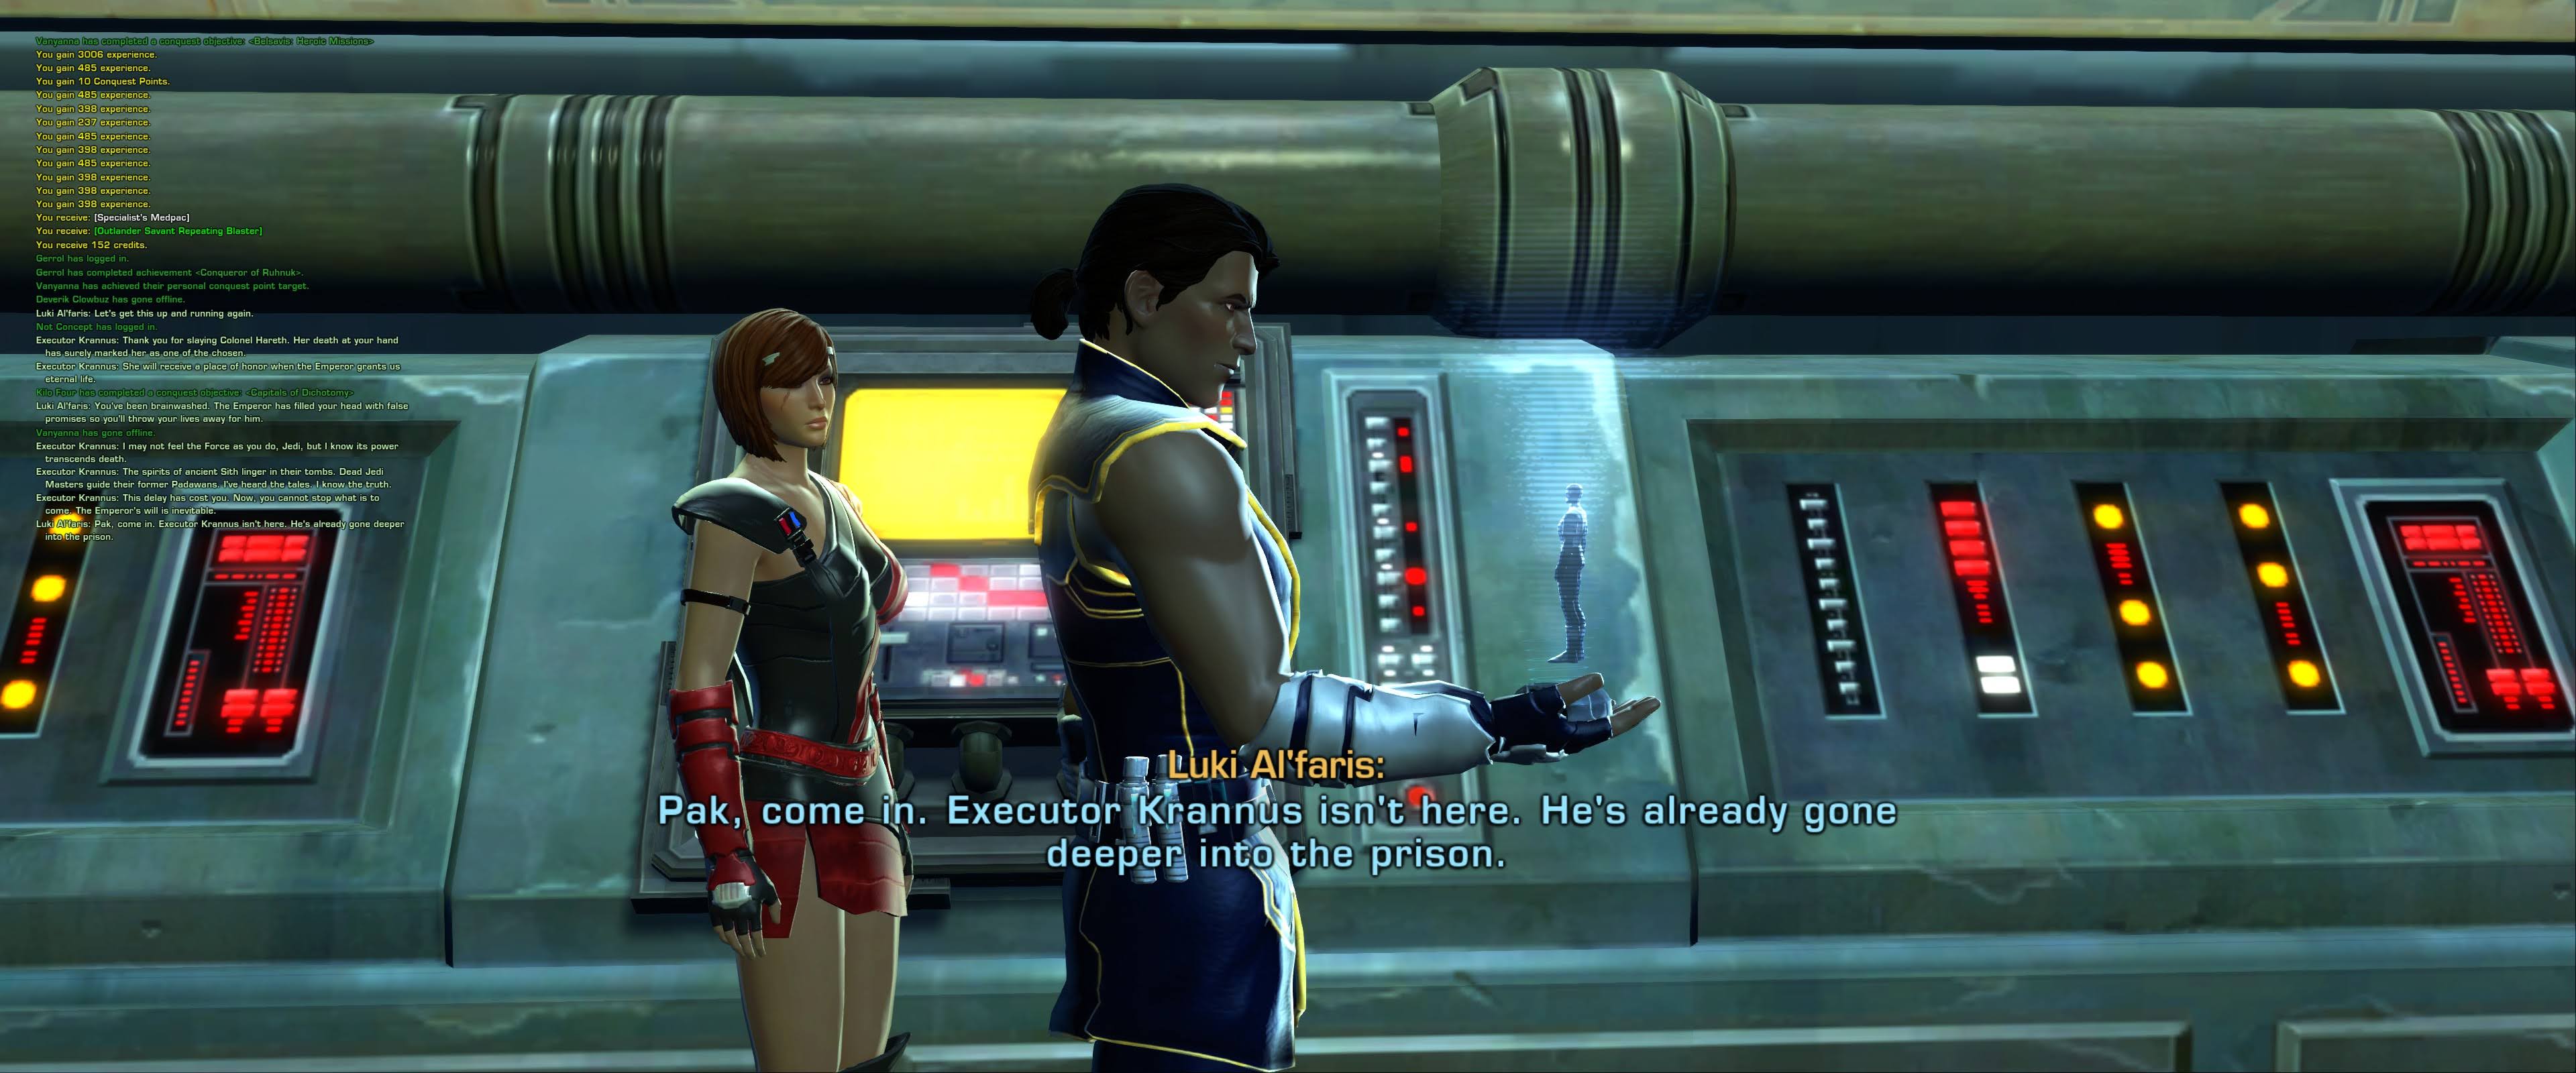 Vanyanna has completed a conquest objective: <Belsavis: Heroic Missions>
You gain 3006 experience.
You gain 485 experience.
You gain 10 Conquest Points.
You gain 485 experience.
You gain 398 experience.
You gain 237 experience.
You gain 485 experience.
You gain 398 experience.
You gain 485 experience.
You gain 398 experience.
You gain 398 experience.
You gain 398 experience.
You receive: [Specialist's Medpac]
You receive: [Outlander Savant Repeating Blaster]
You receive 152 credits.
Gerrol has logged in.
Gerrol has completed achievement <Conqueror of Ruhnuk>.
Vanyanna has achieved their personal conquest point target.
Deverik Clowbuz has gone offline.
Luki Al'faris: Let's get this up and running again.
Not Concept has logged in.
Executor Krannus: Thank you for slaying Colonel Hareth. Her death at your hand
has surely marked her as one of the chosen.
Executor Krannus: She will receive a place of honor when the Emperor grants us
eternal life.
Kilo Four has completed a conquest objective: <Capitals of Dichotomy>
Luki Al'faris: You've been brainwashed. The Emperor has filled your head with false
promises so you'll throw your lives away for him.
Vanyanna has gone offline.
Executor Krannus: I may not feel the Force as you do, Jedi, but I know its power
transcends death.
Executor Krannus: The spirits of ancient Sith linger in their tombs. Dead Jedi
Masters guide their former Padawans. I've heard the tales. I know the truth.
Executor Krannus: This delay has cost you. Now, you cannot stop what is to
come. The Emperor's will is inevitable.
Luki Al'faris: Pak, come in. Executor Krannus isn't here. He's already gone deeper
into the prison.
Luki Al'faris:
Pak, come in. Executor Krannus isn't here. He's already gone
deeper into the prison.